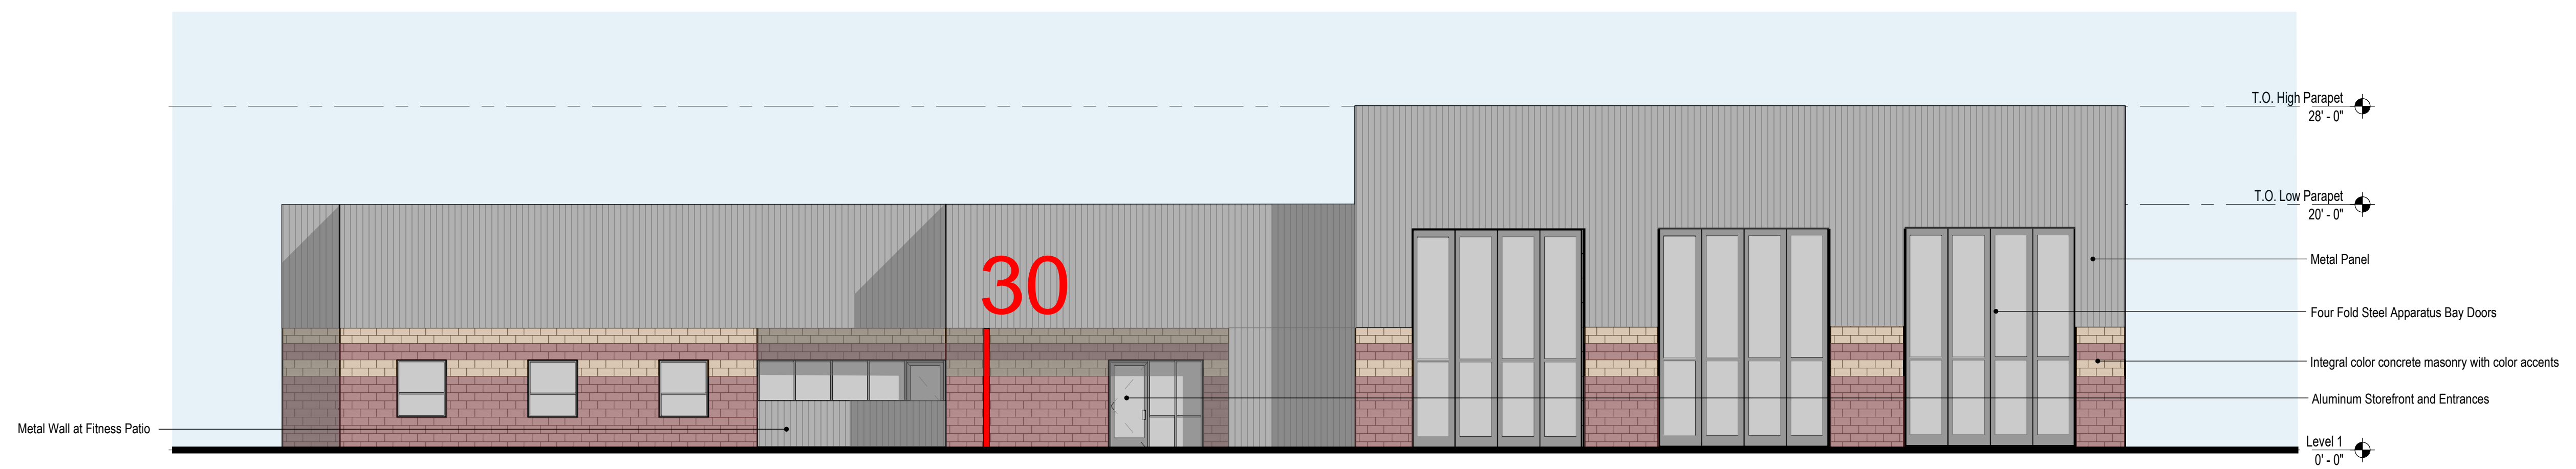 T.O. High Parapet
28' - 0"
T.O. Low Parapet
20' - 0"
Metal Panel
30
Four Fold Steel Apparatus Bay Doors
Integral color concrete masonry with color accents
Aluminum Storefront and Entrances
Metal Wall at Fitness Patio
Level 1
0' - 0"